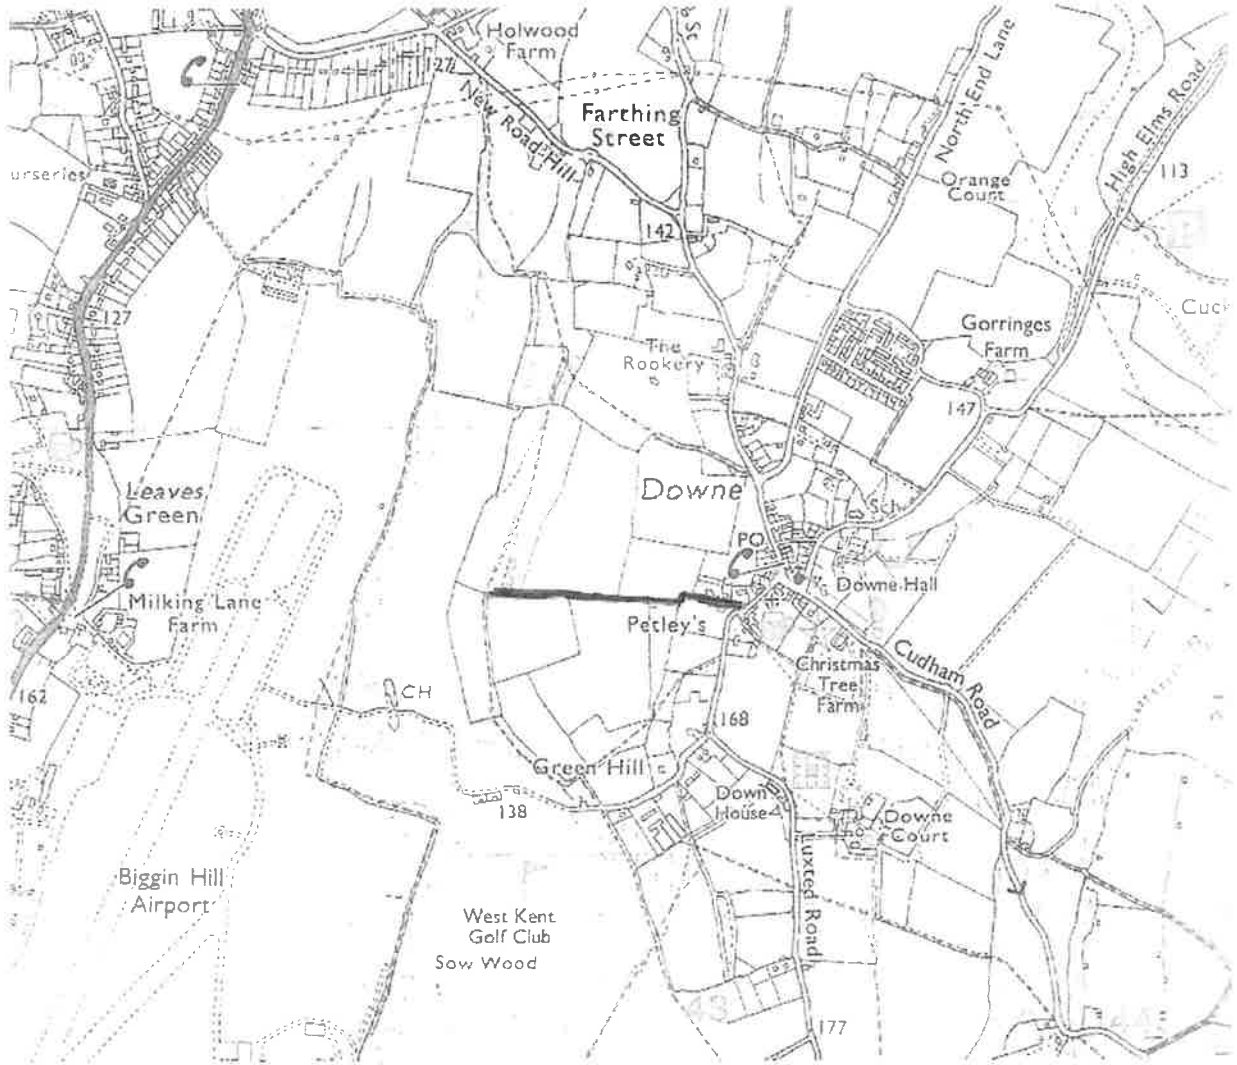 Holwood
Farm
127
New Road Hill
Farthing
Street
North End Lane
High Elms Road
113
urseries
Orange
Court
142
127
Gorringes
Farm
The
Rookery
147
Leaves
Green
Downe
Sch
PO
Downe Hall
Milking Lane
Farm
Petley's
Cudham Road
Christmas
Tree
Farm
162
CH
168
Green Hill
138
Down
House
Downe
Court
Luxted Road
Biggin Hill
Airport
West Kent
Golf Club
Sow Wood
177